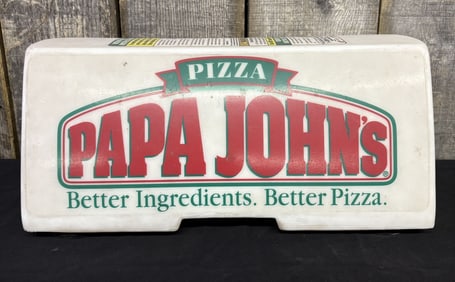 PIZZA
PAPA JOHN'S
Better Ingredients. Better Pizza.